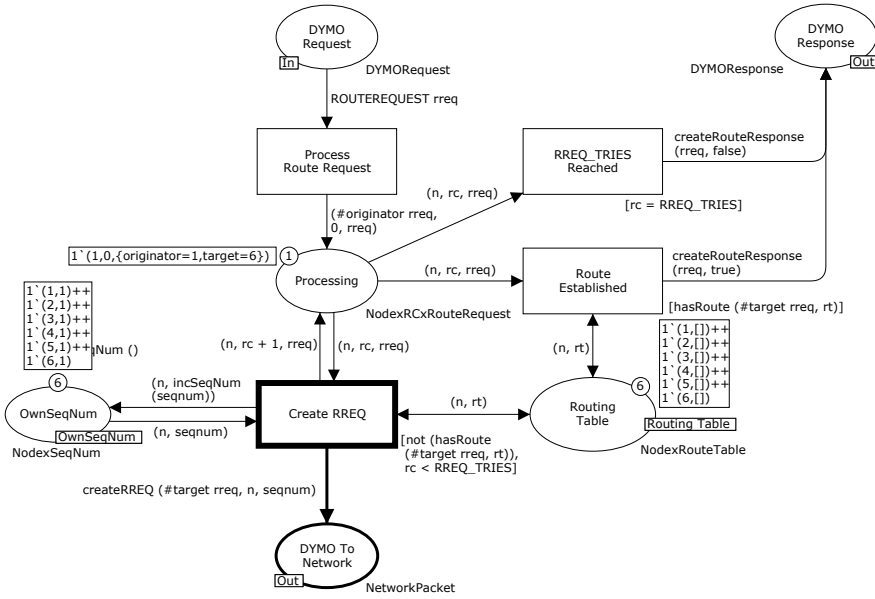 DYMO
Request
In
DYMORequest
DYMO
Response
Out
DYMOResponse
ROUTEREQUEST rreq
Process
Route Request
RREQ_TRIES
Reached
createRouteResponse
(rreq, false)
[rc = RREQ_TRIES]
(n, rc, rreq)
(#originator rreq,
0, rreq)
1`(1,0,{originator=1,target=6})
1
Processing
NodexRCxRouteRequest
(n, rc, rreq)
Route
Established
createRouteResponse
(rreq, true)
[hasRoute (#target rreq, rt)]
1`(1,1)++
1`(2,1)++
1`(3,1)++
1`(4,1)++
1`(5,1)++
1`(6,1)
qNum ()
(n, rc + 1, rreq)
(n, rc, rreq)
(n, rt)
1`(1,[])++
1`(2,[])++
1`(3,[])++
1`(4,[])++
1`(5,[])++
1`(6,[])
6
OwnSeqNum
OwnSeqNum
NodexSeqNum
(n, incSeqNum
(seqnum))
(n, seqnum)
Create RREQ
(n, rt)
[not (hasRoute
(#target rreq, rt)),
rc < RREQ_TRIES]
6
Routing
Table
Routing Table
NodexRouteTable
createRREQ (#target rreq, n, seqnum)
DYMO To
Network
Out
NetworkPacket